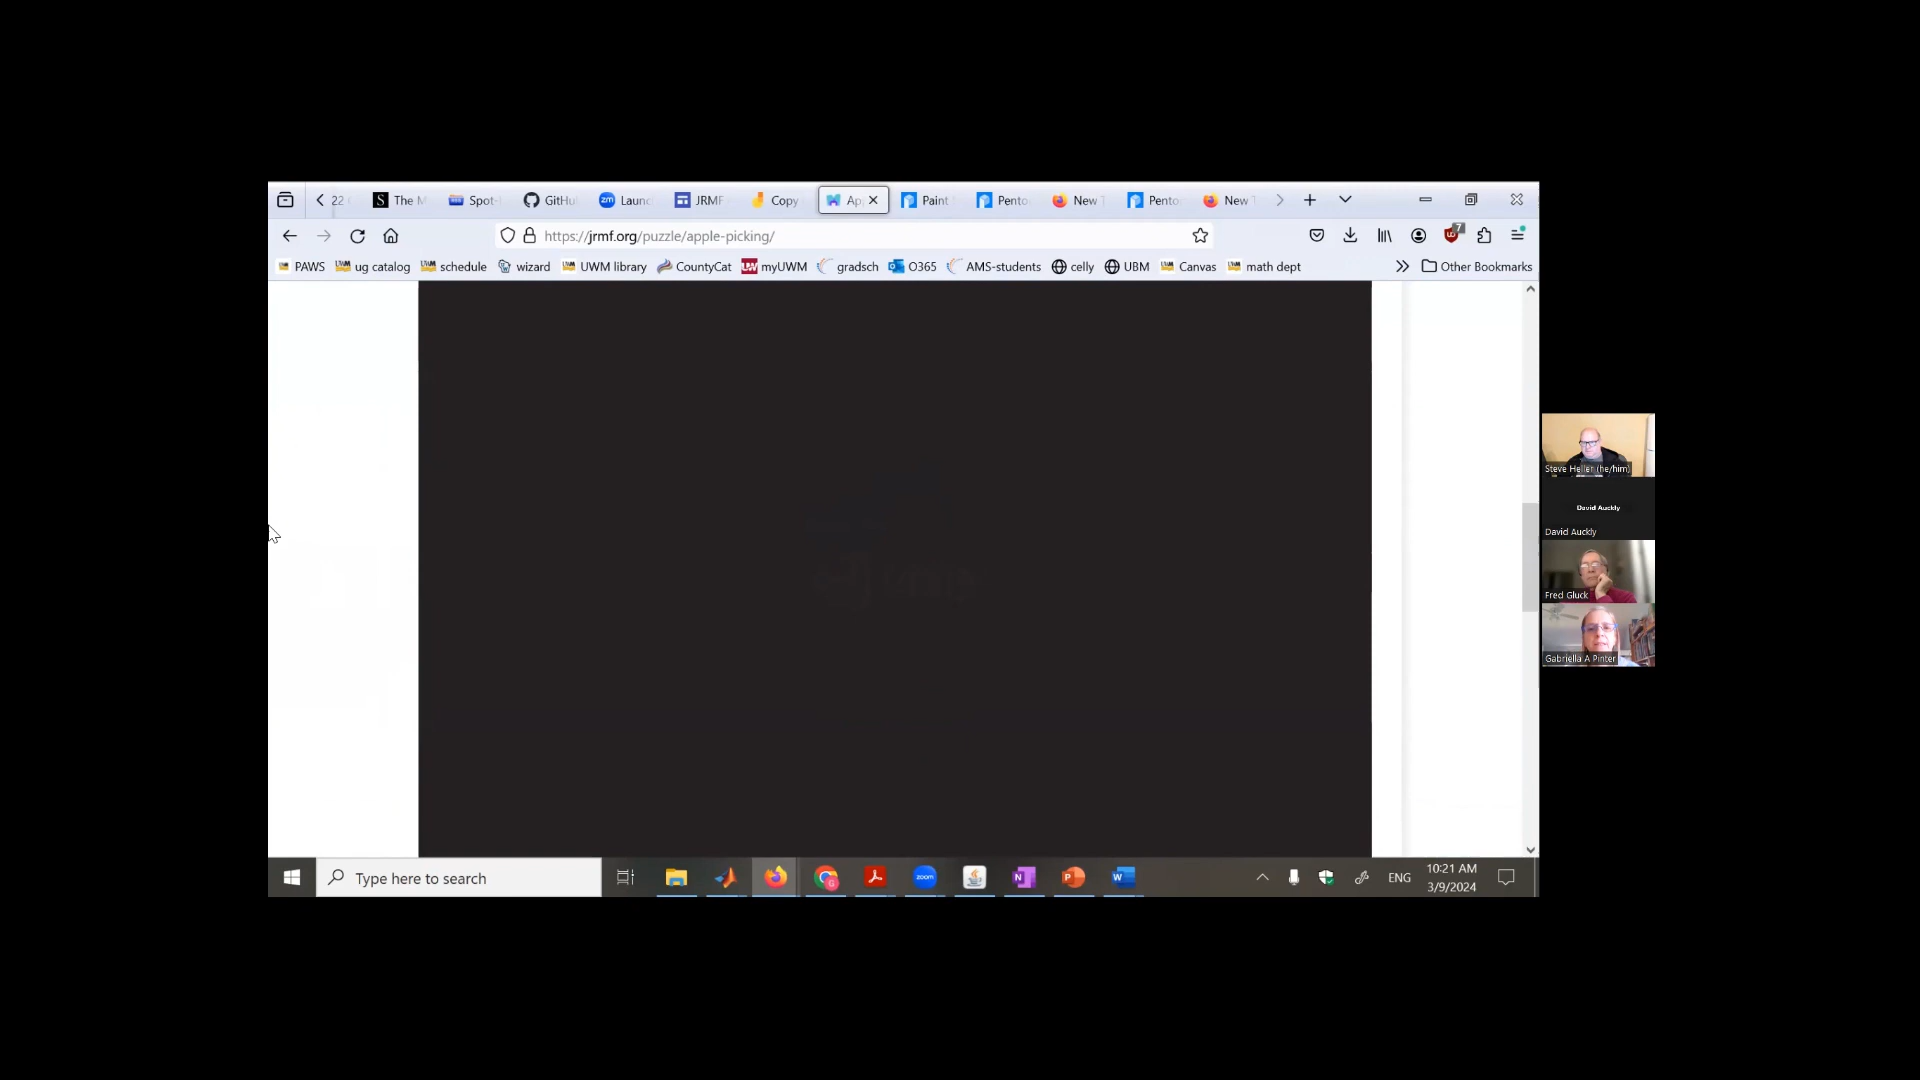 22
The M
Spot-
GitHu
zm
Launc
JRMF
Copy
Ap
Paint
Pento
New T
Pento
New T
https://jrmf.org/puzzle/apple-picking/
7
PAWS
ug catalog
schedule
wizard
UWM library
CountyCat
myUWM
gradsch
O365
AMS-students
celly
UBM
Canvas
math dept
Other Bookmarks
Steve Heller (he/him)
David Auckly
David Auckly
Fred Gluck
Gabriella A Pinter
Type here to search
zoom
ENG
10:21 AM
3/9/2024